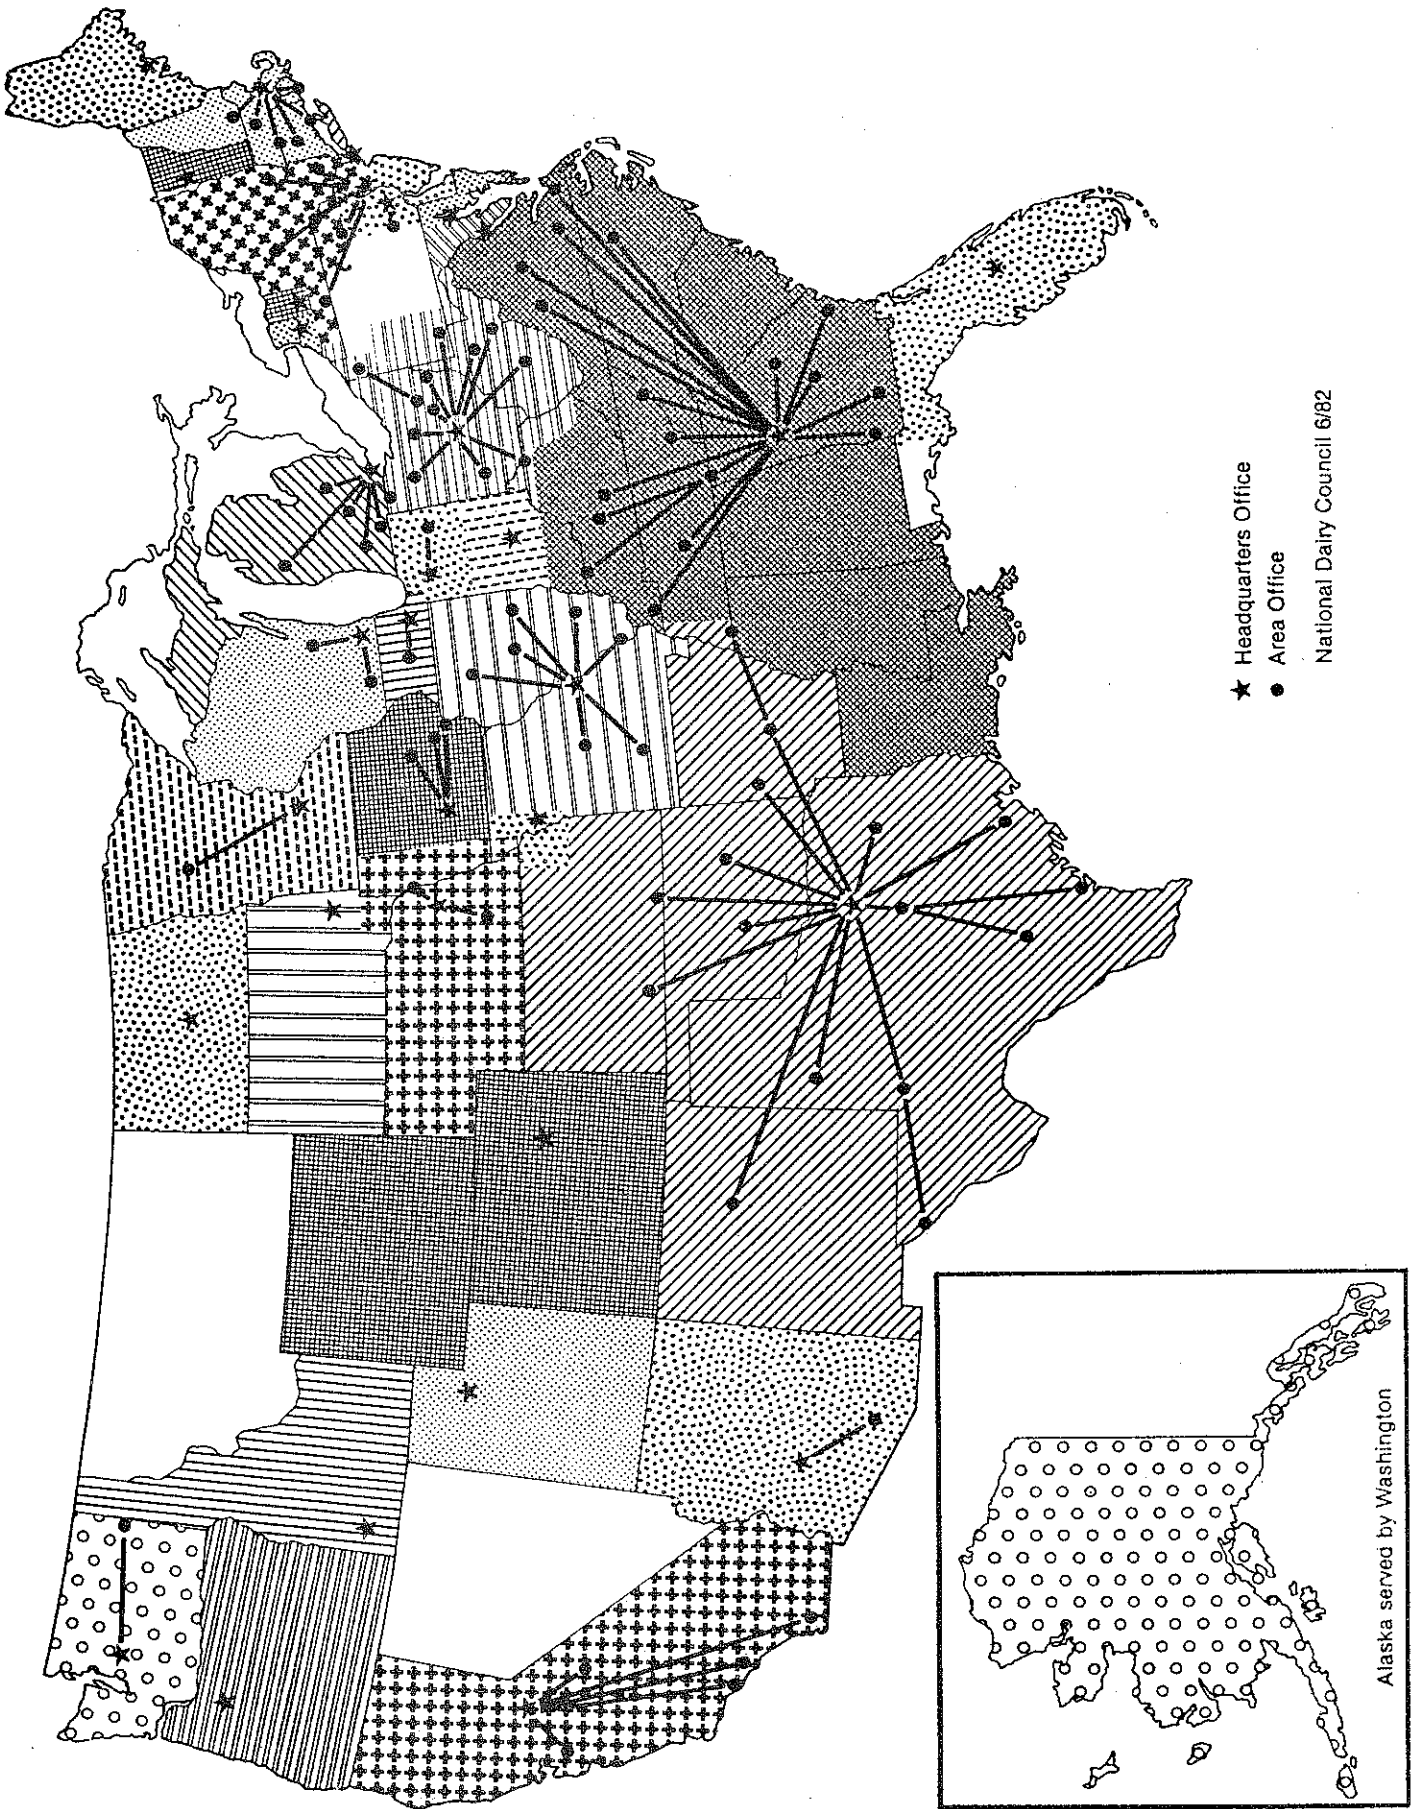 ★ Headquarters Office
● Area Office
National Dairy Council 6/82
Alaska served by Washington